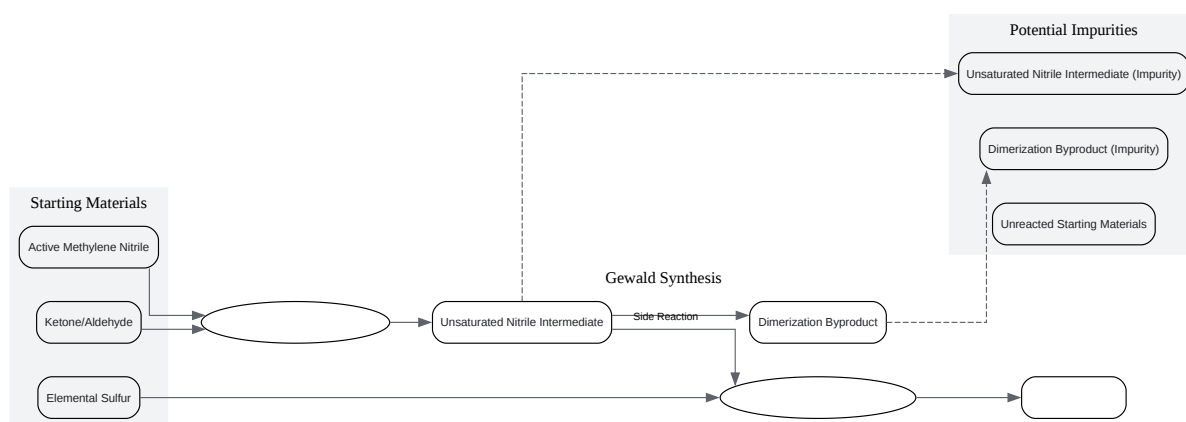 Potential Impurities
Unsaturated Nitrile Intermediate (Impurity)
Dimerization Byproduct (Impurity)
Unreacted Starting Materials
Starting Materials
Active Methylene Nitrile
Ketone/Aldehyde
Elemental Sulfur
Gewald Synthesis
Unsaturated Nitrile Intermediate
Side Reaction
Dimerization Byproduct